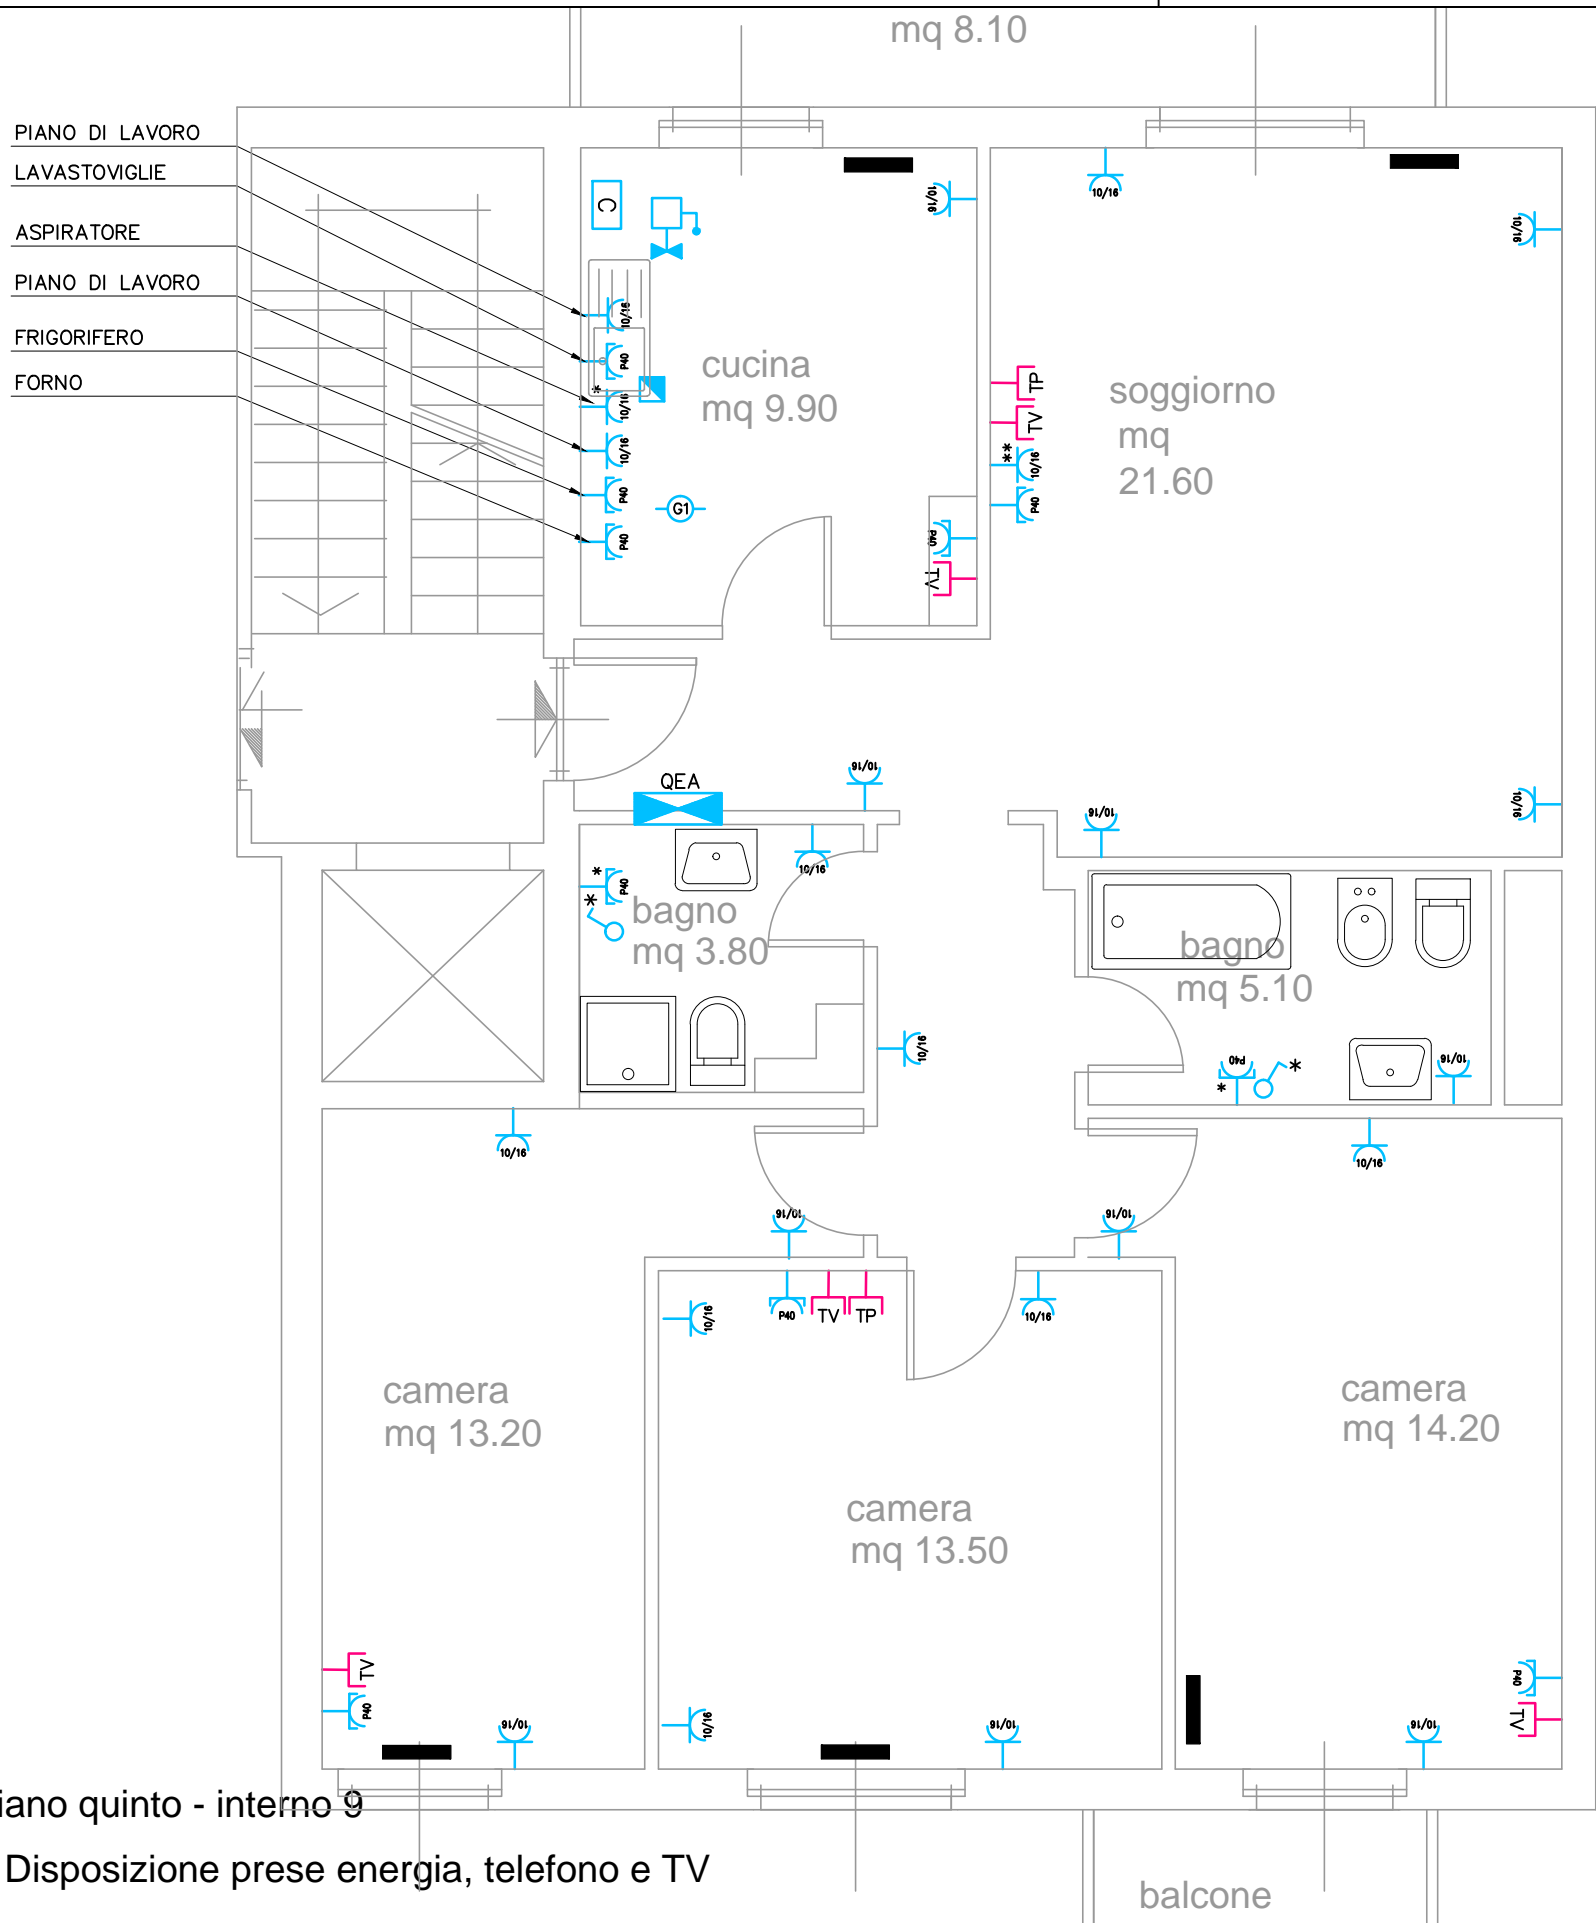 mq 8.10
PIANO DI LAVORO
LAVASTOVIGLIE
ASPIRATORE
PIANO DI LAVORO
FRIGORIFERO
FORNO
C
10/16
10/16
10/16
10/16
P40
*
10/16
10/16
P40
P40
G1
cucina
mq 9.90
P40
TV
TP
TV
**
10/16
P40
soggiorno
mq
21.60
QEA
10/16
10/16
10/16
10/16
*
P40
*
bagno
mq 3.80
bagno
mq 5.10
10/16
P40
*
*
10/16
10/16
10/16
10/16
10/16
P40
TV
TP
10/16
10/16
camera
mq 13.20
camera
mq 14.20
camera
mq 13.50
TV
P40
10/16
10/16
10/16
P40
TV
10/16
iano quinto - interno 9
Disposizione prese energia, telefono e TV
balcone